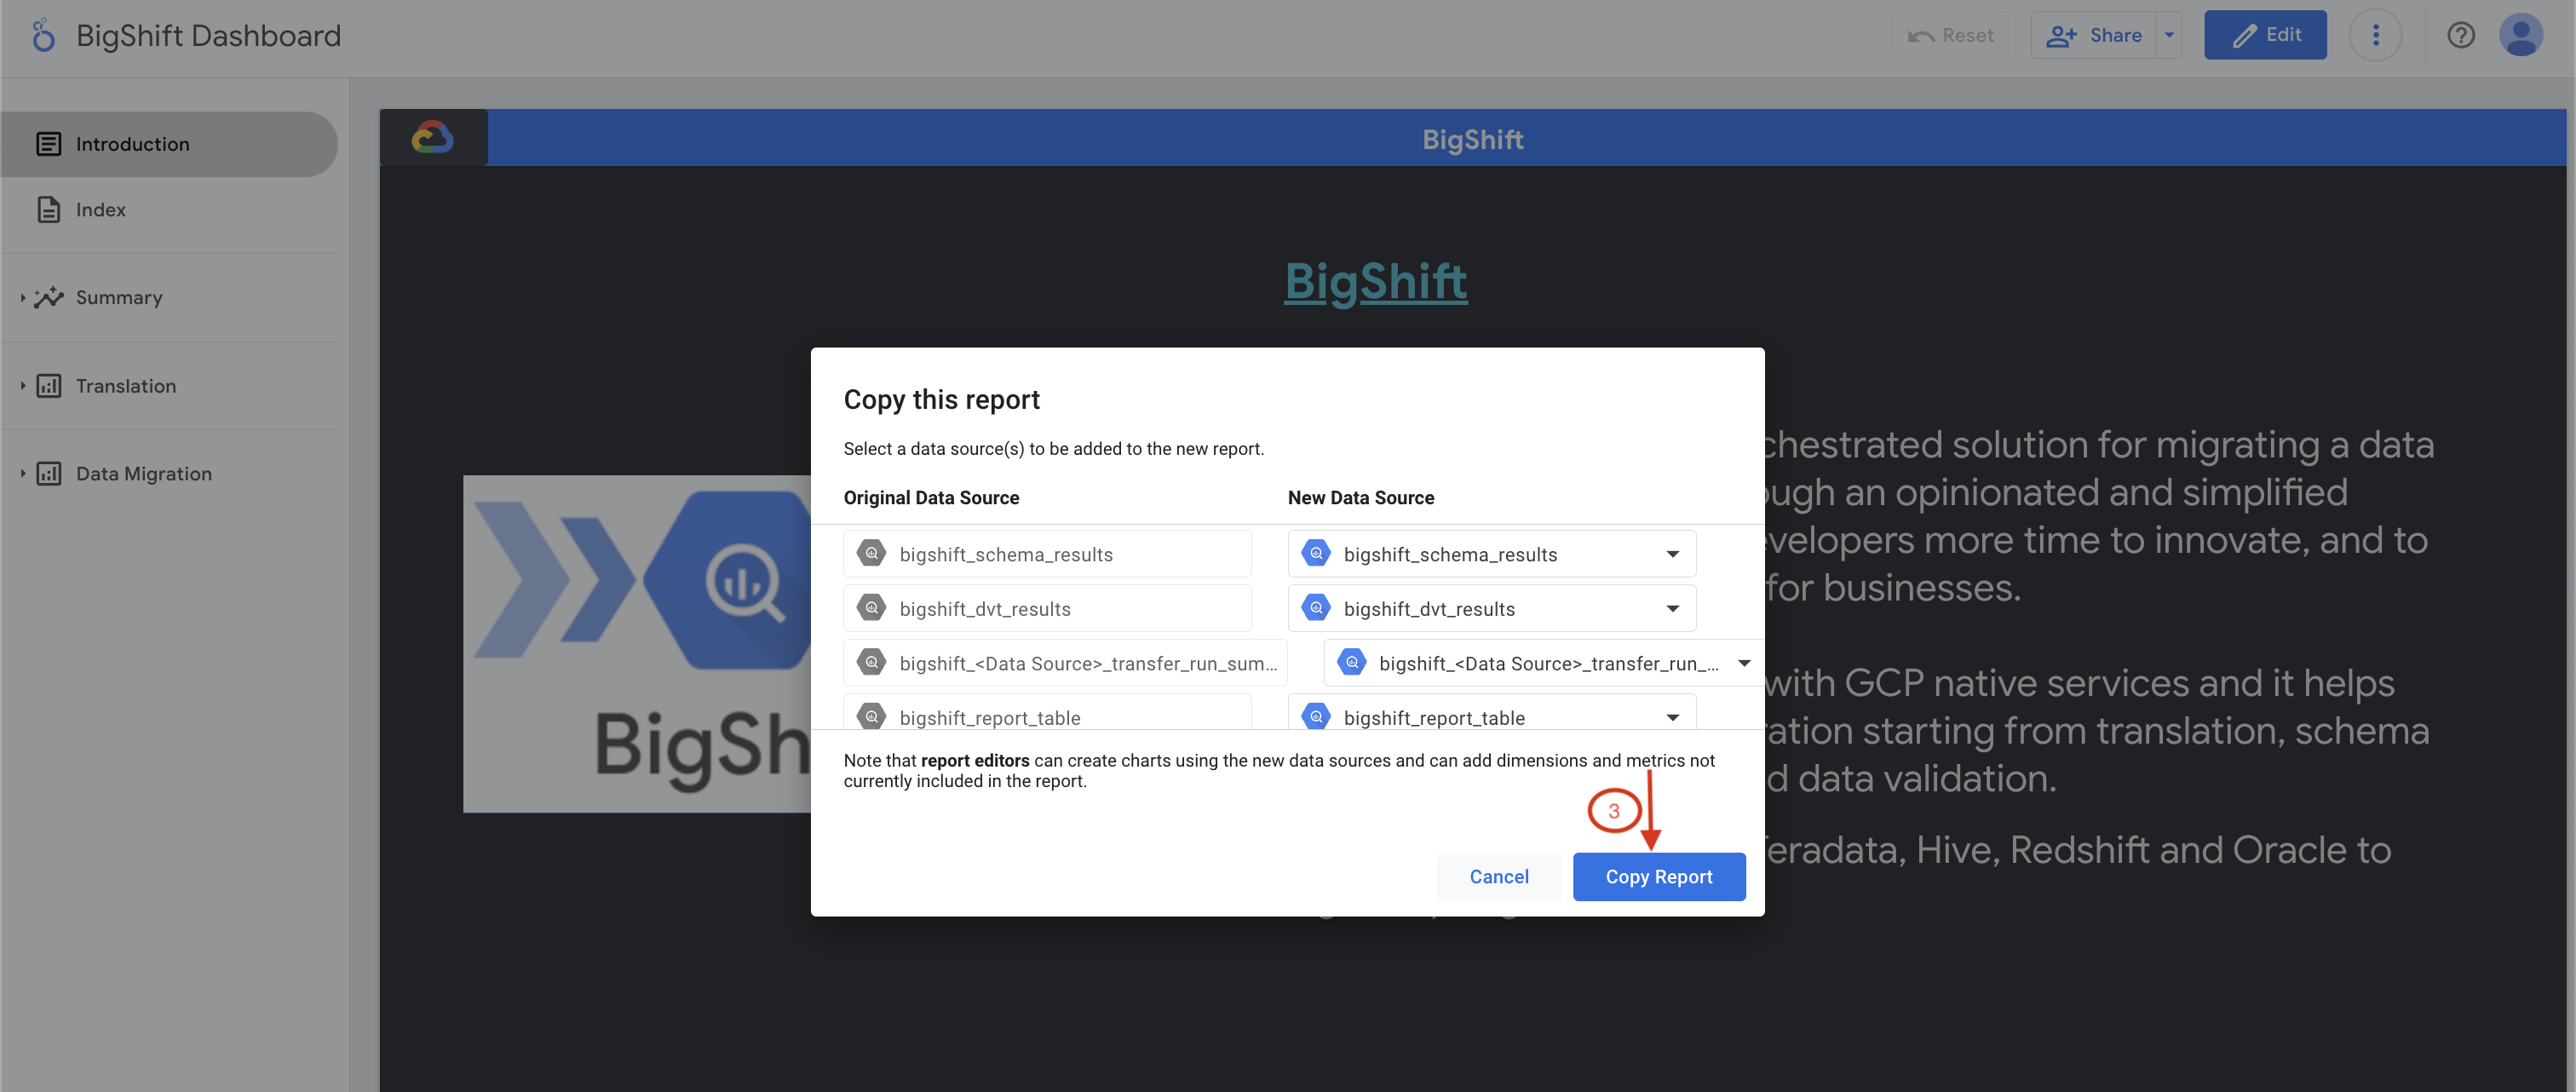 BigShift Dashboard
Reset
Share
Edit
Introduction
Index
Summary
Translation
Data Migration
BigShift
BigShift
chestrated solution for migrating a data
ough an opinionated and simplified
evelopers more time to innovate, and to
for businesses.
with GCP native services and it helps
ration starting from translation, schema
d data validation.
Teradata, Hive, Redshift and Oracle to
BigSh
Copy this report
Select a data source(s) to be added to the new report.
Original Data Source New Data Source
bigshift_schema_results bigshift_schema_results
bigshift_dvt_results bigshift_dvt_results
bigshift_<Data Source>_transfer_run_sum... bigshift_<Data Source>_transfer_run_...
bigshift_report_table bigshift_report_table
Note that report editors can create charts using the new data sources and can add dimensions and metrics not
currently included in the report.
3
Cancel Copy Report